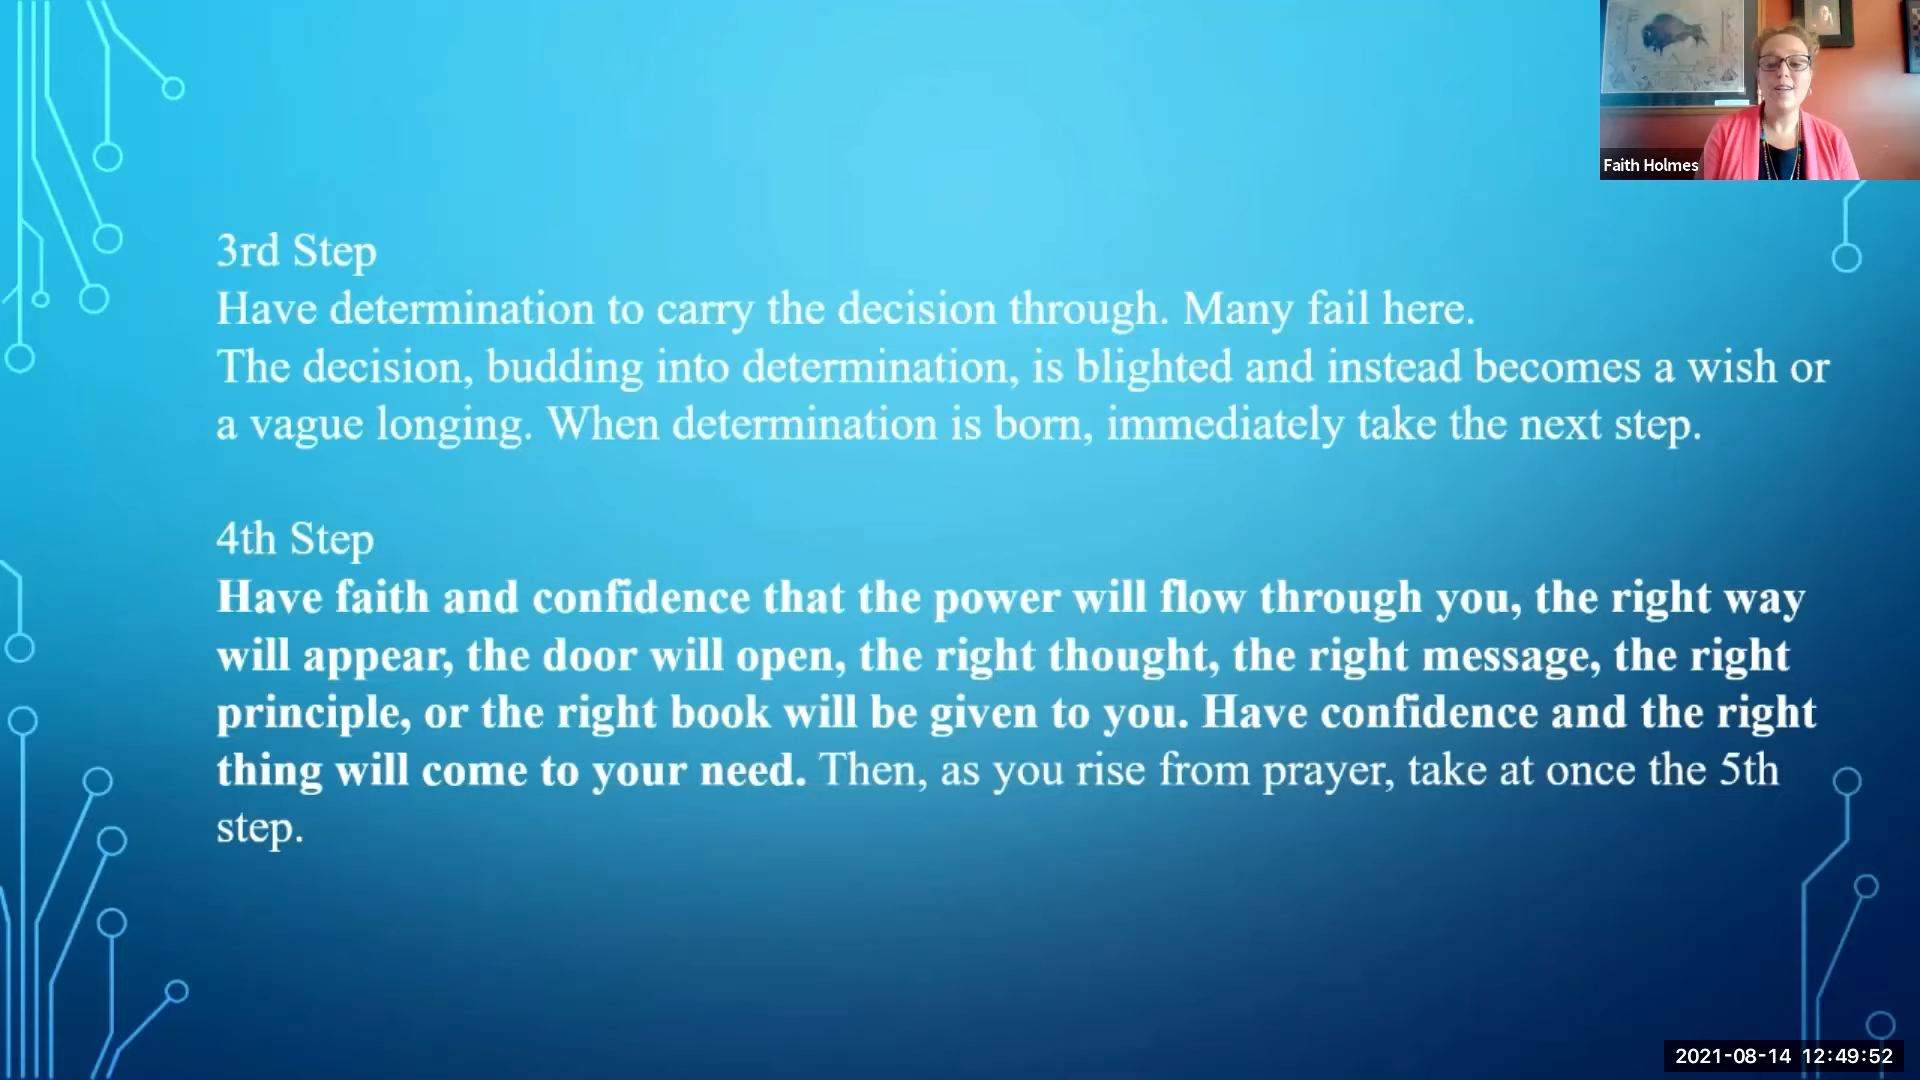 Faith Holmes
3rd Step
Have determination to carry the decision through. Many fail here.
The decision, budding into determination, is blighted and instead becomes a wish or
a vague longing. When determination is born, immediately take the next step.
4th Step
Have faith and confidence that the power will flow through you, the right way
will appear, the door will open, the right thought, the right message, the right
principle, or the right book will be given to you. Have confidence and the right
thing will come to your need. Then, as you rise from prayer, take at once the 5th
step.
2021-08-14 12:49:52